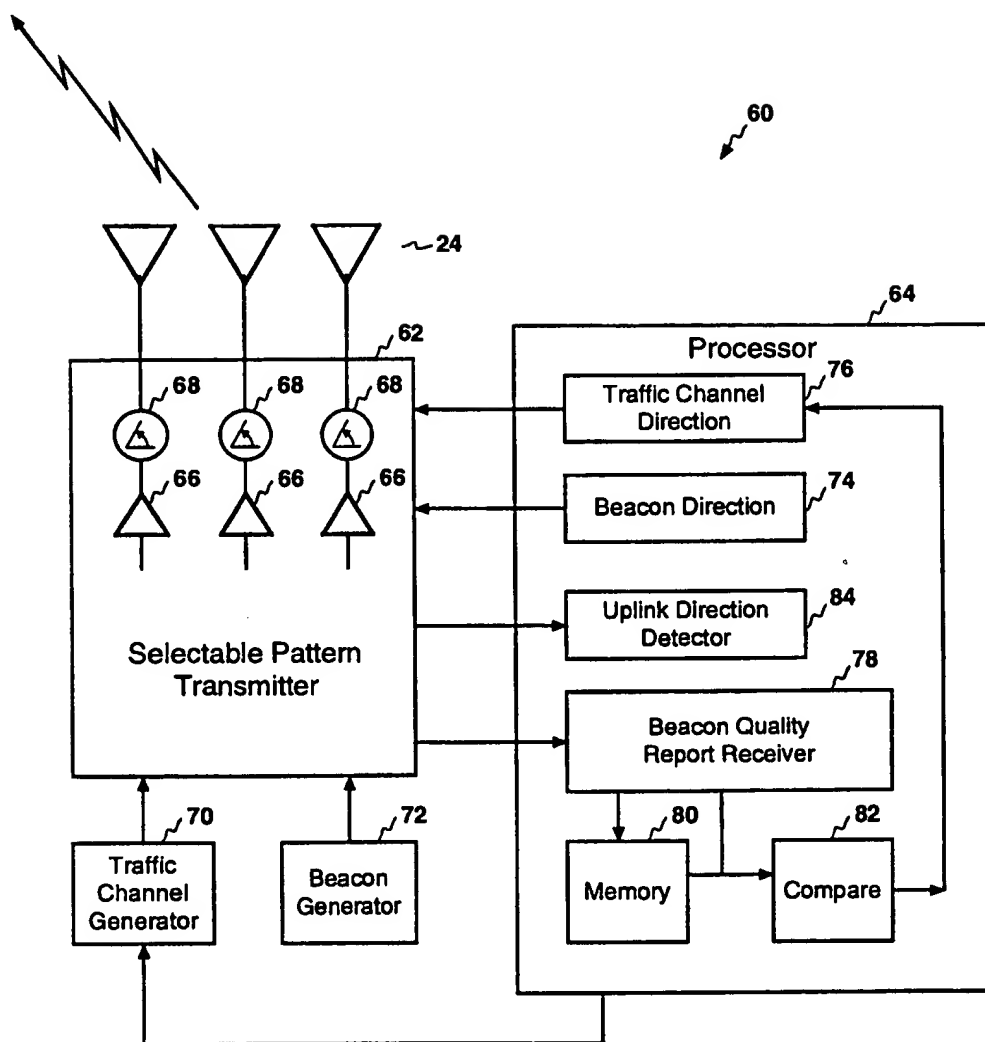 60
24
62
64
Processor
68
68
68
Traffic Channel
Direction
76
66
66
66
Beacon Direction
74
Uplink Direction
Detector
84
Selectable Pattern
Transmitter
78
Beacon Quality
Report Receiver
70
72
80
82
Traffic
Channel
Generator
Beacon
Generator
Memory
Compare